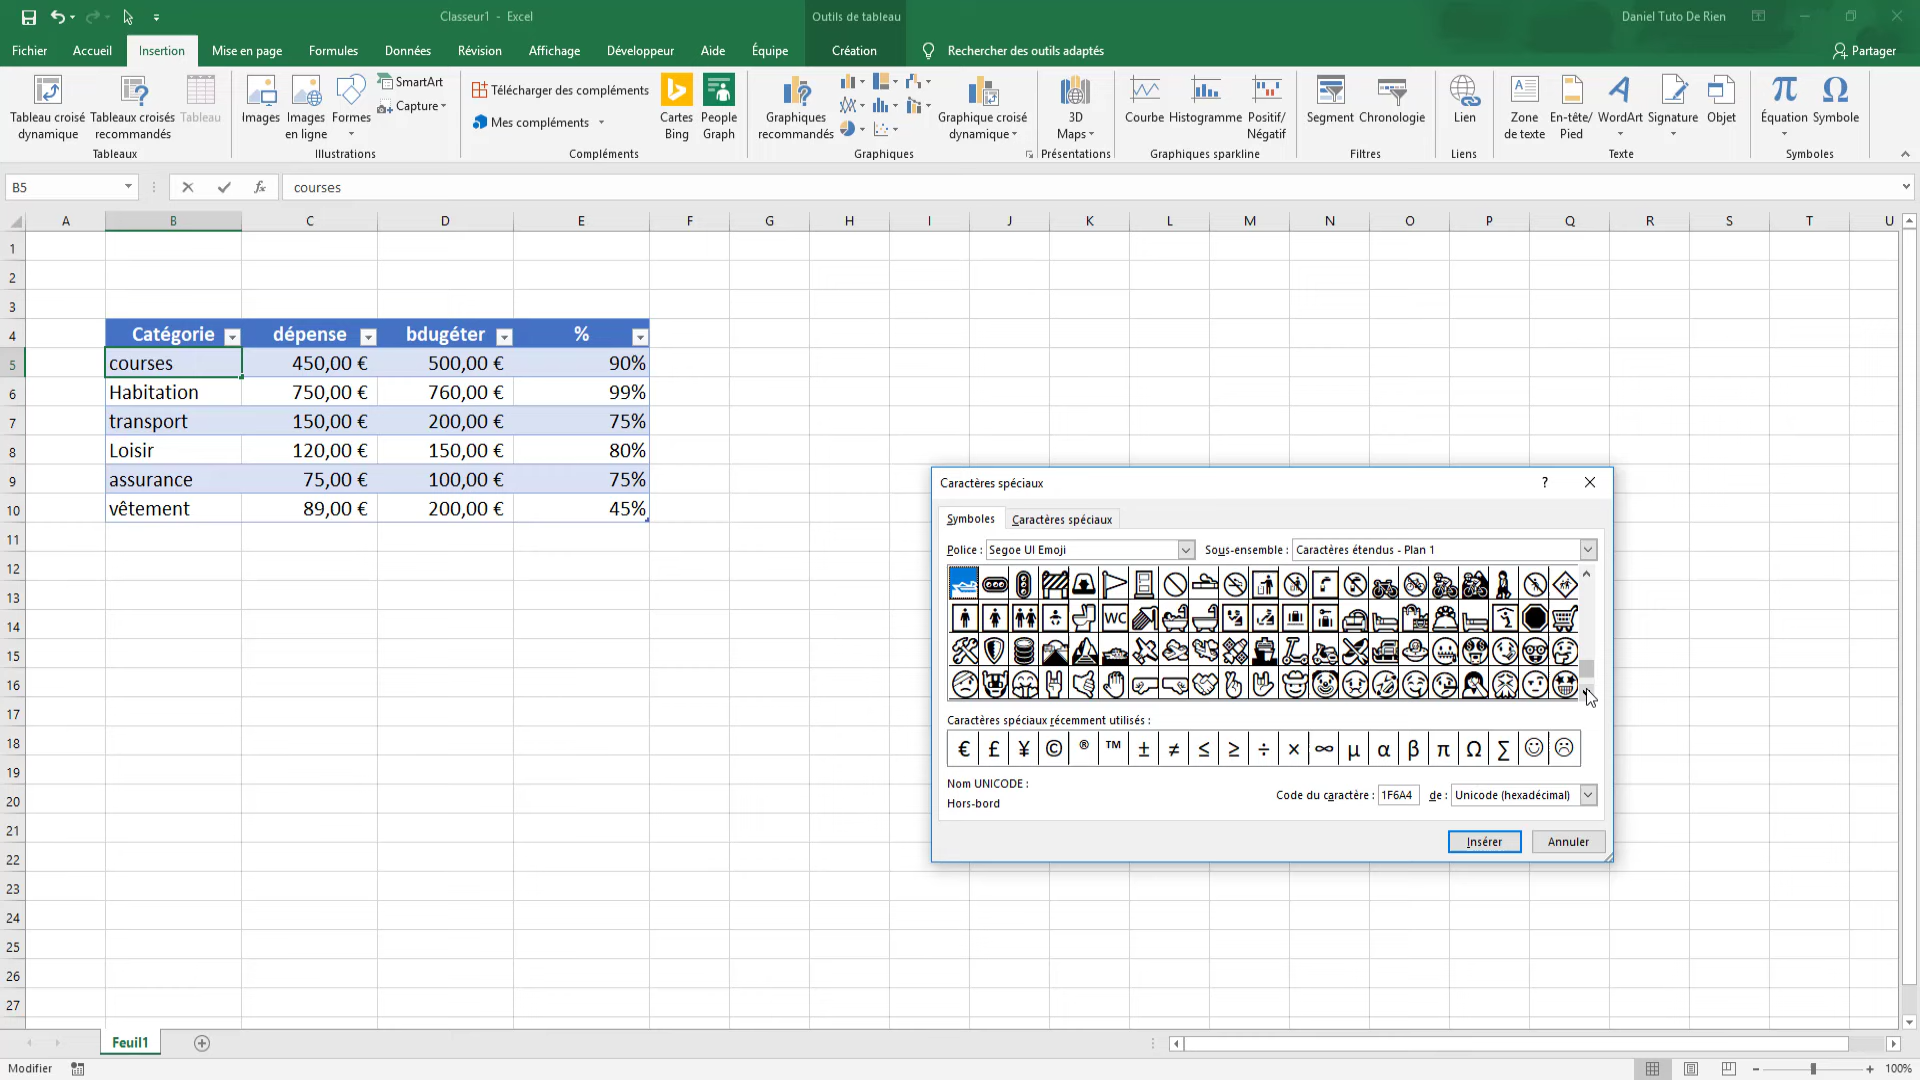 Classeur1 - Excel
Outils de tableau
Daniel Tuto De Rien
Fichier Accueil Insertion Mise en page Formules Données Révision Affichage Développeur Aide Équipe Création Rechercher des outils adaptés Partager
Tableau croisé dynamique
Tableaux croisés recommandés
Tableau
Tableaux
Images
Images en ligne
Formes
SmartArt
Capture
Illustrations
Télécharger des compléments
Mes compléments
Cartes Bing
People Graph
Compléments
Graphiques recommandés
Graphique croisé dynamique
Graphiques
3D Maps
Présentations
Courbe
Histogramme
Positif/ Négatif
Graphiques sparkline
Segment
Chronologie
Filtres
Lien
Liens
Zone de texte
En-tête/ Pied
WordArt
Signature
Objet
Texte
Équation
Symbole
Symboles
B5 fx courses
A B C D E F G H I J K L M N O P Q R S T U
1
2
3
4 Catégorie dépense bdugéter %
5 courses 450,00 € 500,00 € 90%
6 Habitation 750,00 € 760,00 € 99%
7 transport 150,00 € 200,00 € 75%
8 Loisir 120,00 € 150,00 € 80%
9 assurance 75,00 € 100,00 € 75%
10 vêtement 89,00 € 200,00 € 45%
11
12
13
14
15
16
17
18
19
20
21
22
23
24
25
26
27
Caractères spéciaux ?
Symboles Caractères spéciaux
Police : Segoe UI Emoji Sous-ensemble : Caractères étendus - Plan 1
WC
Caractères spéciaux récemment utilisés :
€ £ ¥ © ® ™ ± ≠ ≤ ≥ ÷ × ∞ µ α β π Ω ∑ ☺ ☹
Nom UNICODE :
Hors-bord
Code du caractère : 1F6A4 de : Unicode (hexadécimal)
Insérer Annuler
Feuil1
Modifier
100%